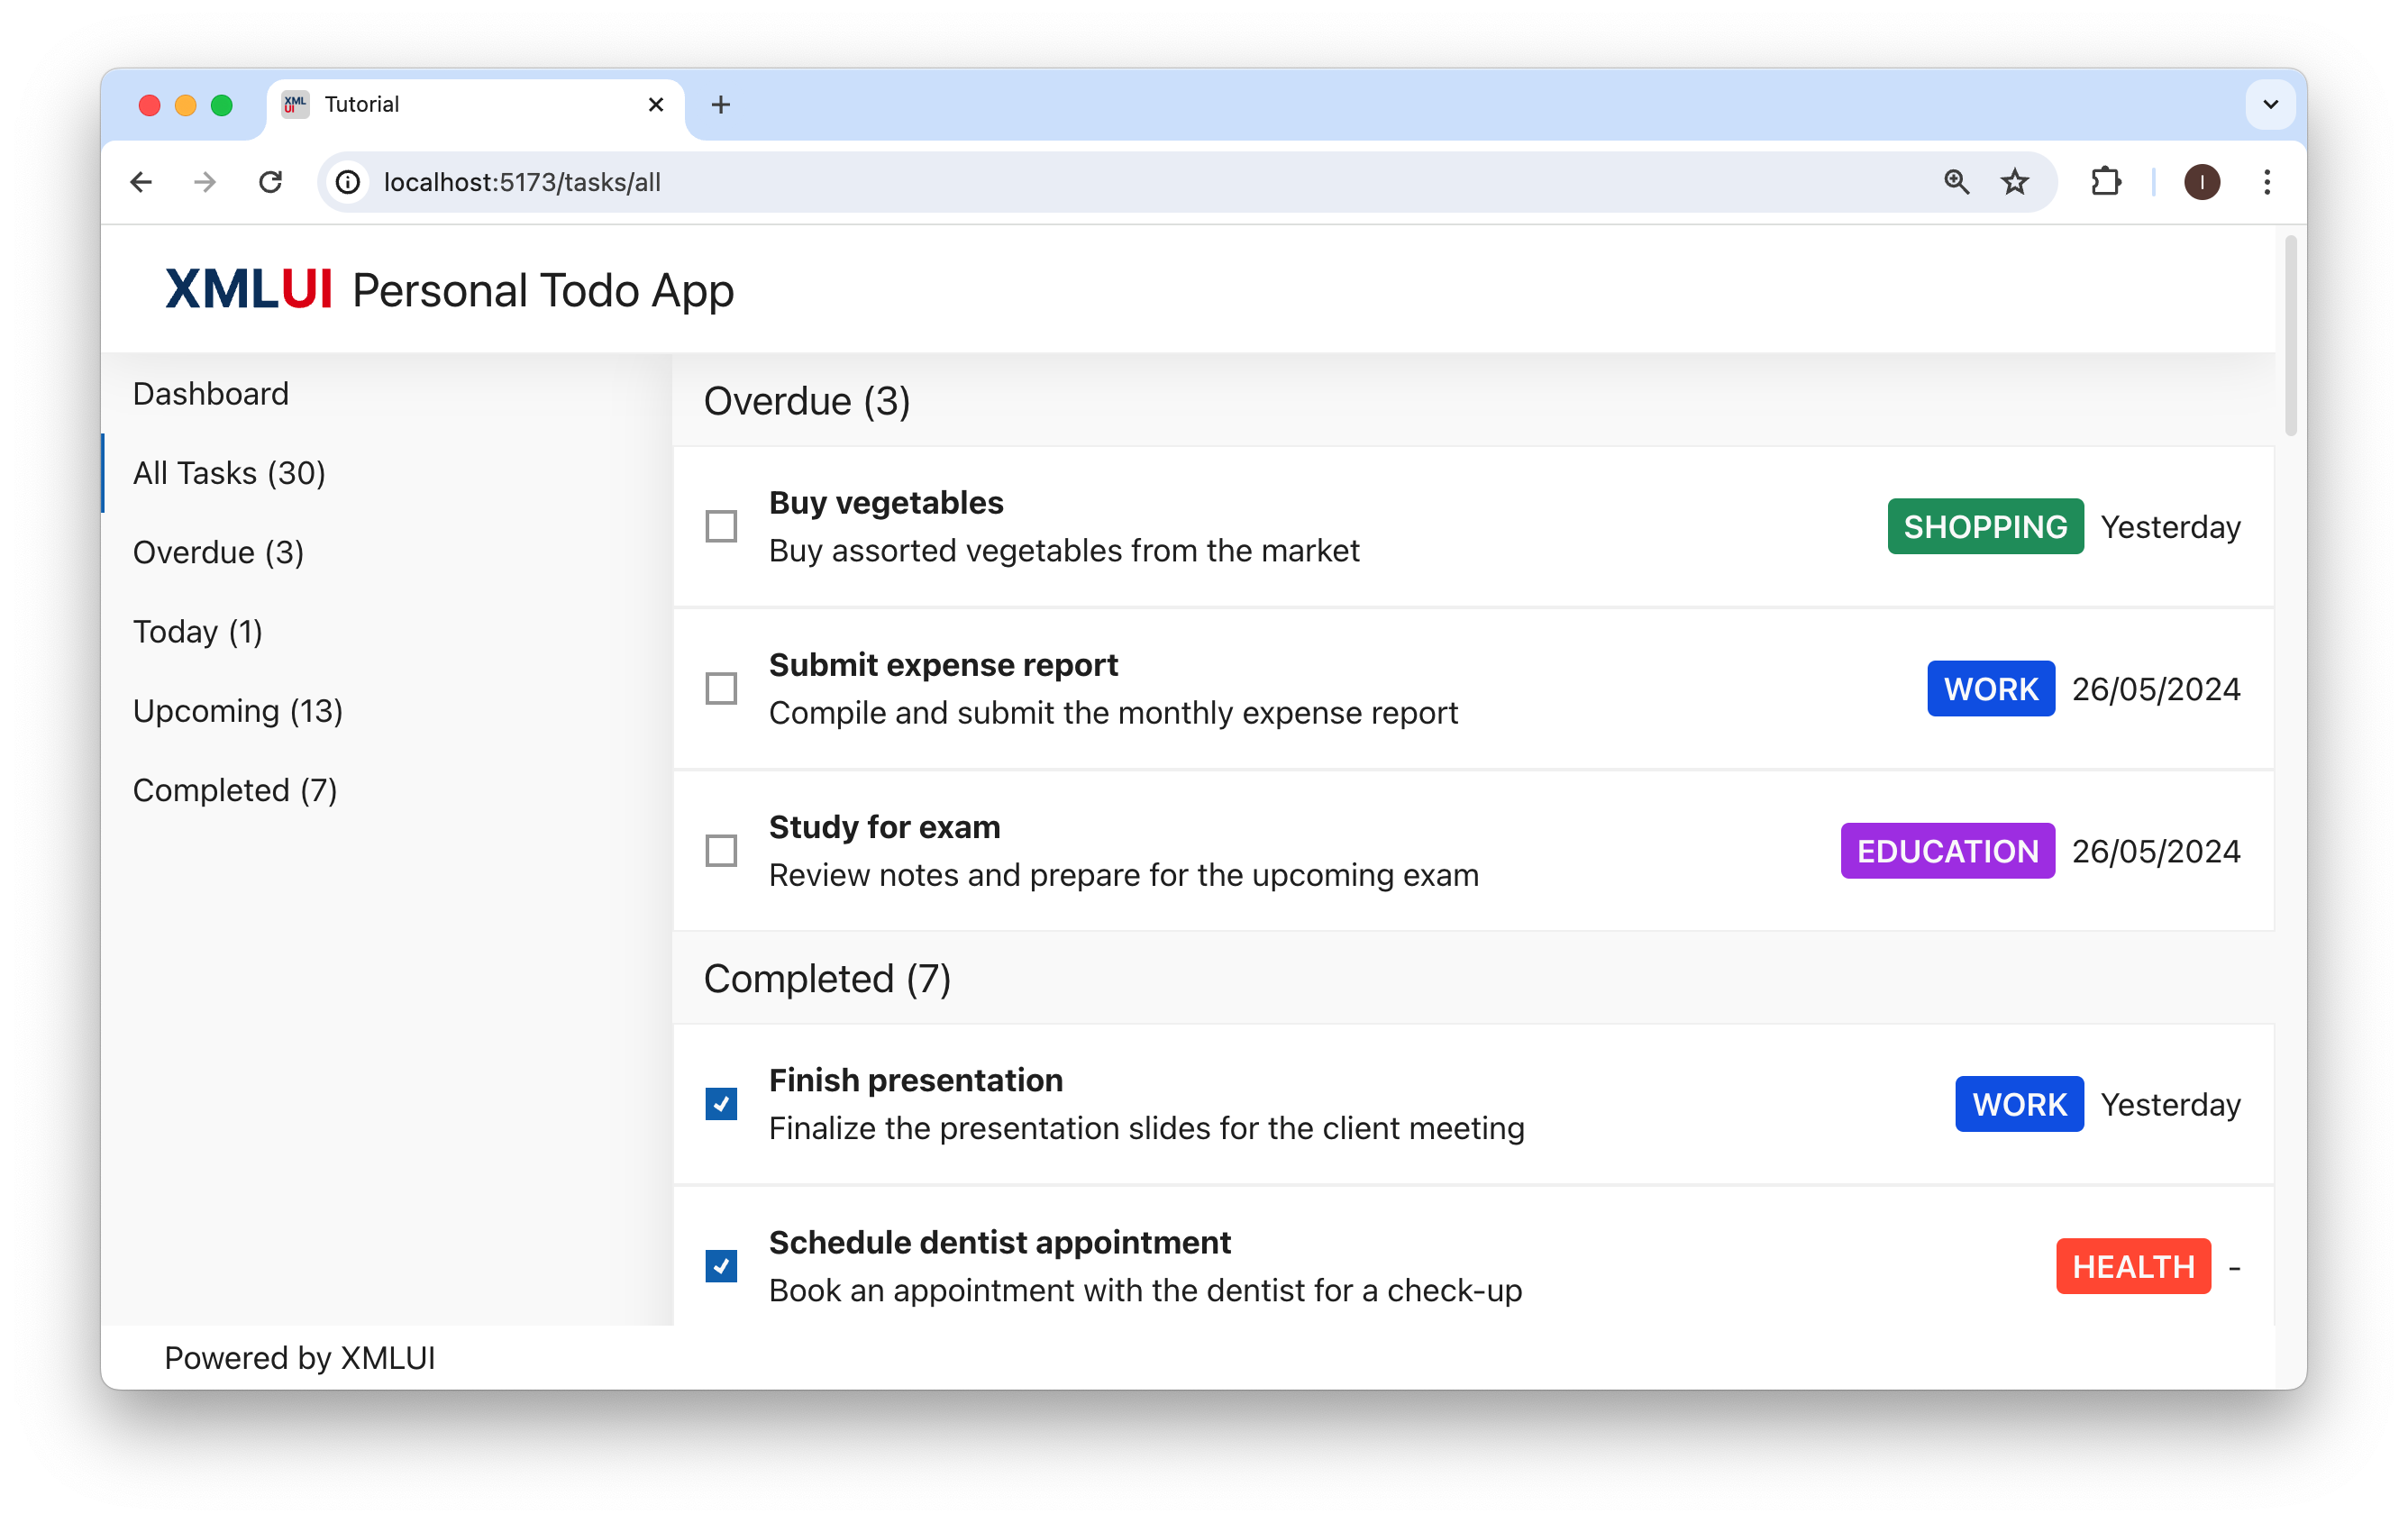 XML
UI
Tutorial
localhost:5173/tasks/all
I
XMLUI Personal Todo App
Dashboard
All Tasks (30)
Overdue (3)
Today (1)
Upcoming (13)
Completed (7)
Overdue (3)
Buy vegetables
Buy assorted vegetables from the market
SHOPPING Yesterday
Submit expense report
Compile and submit the monthly expense report
WORK 26/05/2024
Study for exam
Review notes and prepare for the upcoming exam
EDUCATION 26/05/2024
Completed (7)
Finish presentation
Finalize the presentation slides for the client meeting
WORK Yesterday
Schedule dentist appointment
Book an appointment with the dentist for a check-up
HEALTH -
Powered by XMLUI